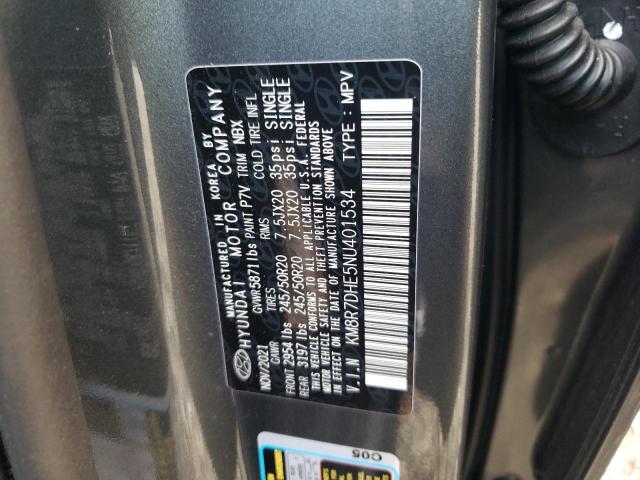 MANUFACTURED IN KOREA BY
HYUNDAI MOTOR COMPANY
NOV/2021 GVWR 5871 lbs PAINT P7V TRIM NBX
GAWR TIRES RIMS COLD TIRE INFL
FRONT 2954 lbs 245/50R20 7.5JX20 35psi SINGLE
REAR 3197 lbs 245/50R20 7.5JX20 35psi SINGLE
THIS VEHICLE CONFORMS TO ALL APPLICABLE U.S.A. FEDERAL
MOTOR VEHICLE SAFETY AND THEFT PREVENTION STANDARDS
IN EFFECT ON THE DATE OF MANUFACTURE SHOWN ABOVE
V.I.N KM8R7DHE5NU401534 TYPE : MPV
C05